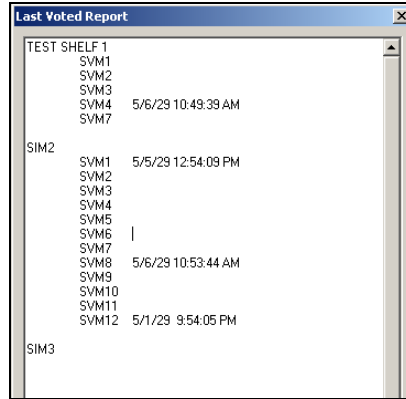 Last Voted Report
TEST SHELF 1
SVM1
SVM2
SVM3
SVM4 5/6/29 10:49:39 AM
SVM7
SIM2
SVM1 5/5/29 12:54:09 PM
SVM2
SVM3
SVM4
SVM5
SVM6
SVM7
SVM8 5/6/29 10:53:44 AM
SVM9
SVM10
SVM11
SVM12 5/1/29 9:54:05 PM
SIM3